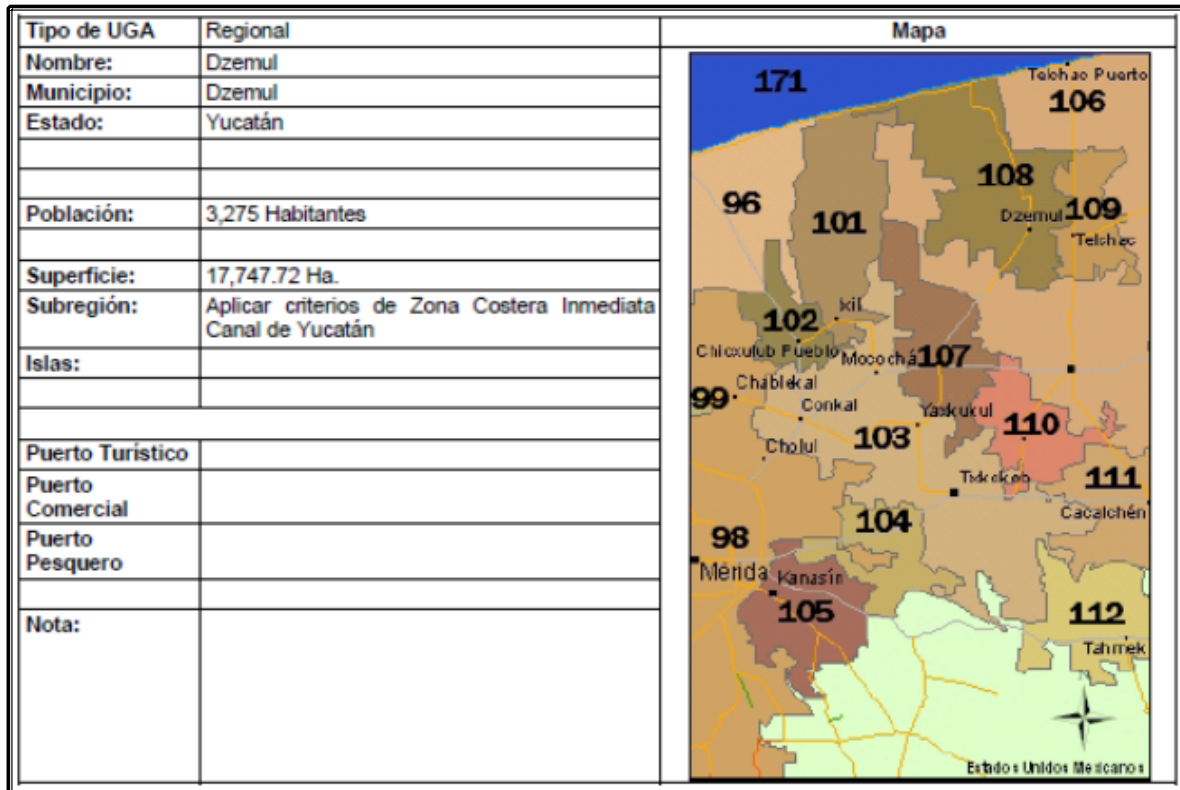 Tipo de UGA Regional Mapa
Nombre: Dzemul
Municipio: Dzemul
Estado: Yucatán
Población: 3,275 Habitantes
Superficie: 17,747.72 Ha.
Subregión: Aplicar criterios de Zona Costera Inmediata
Canal de Yucatán
Islas:
Puerto Turístico
Puerto
Comercial
Puerto
Pesquero
Nota:
171
Telchac Puerto
106
108
96
101
Dzemul
109
Telchac
Ixil
102
Chicxulub Pueblo
Mocochá
107
Chablekal
99
Conkal
Yaxkukul
110
103
Cholul
111
Cacalchén
104
98
Mérida
Kanasín
105
112
Tahmek
Estados Unidos Mexicanos